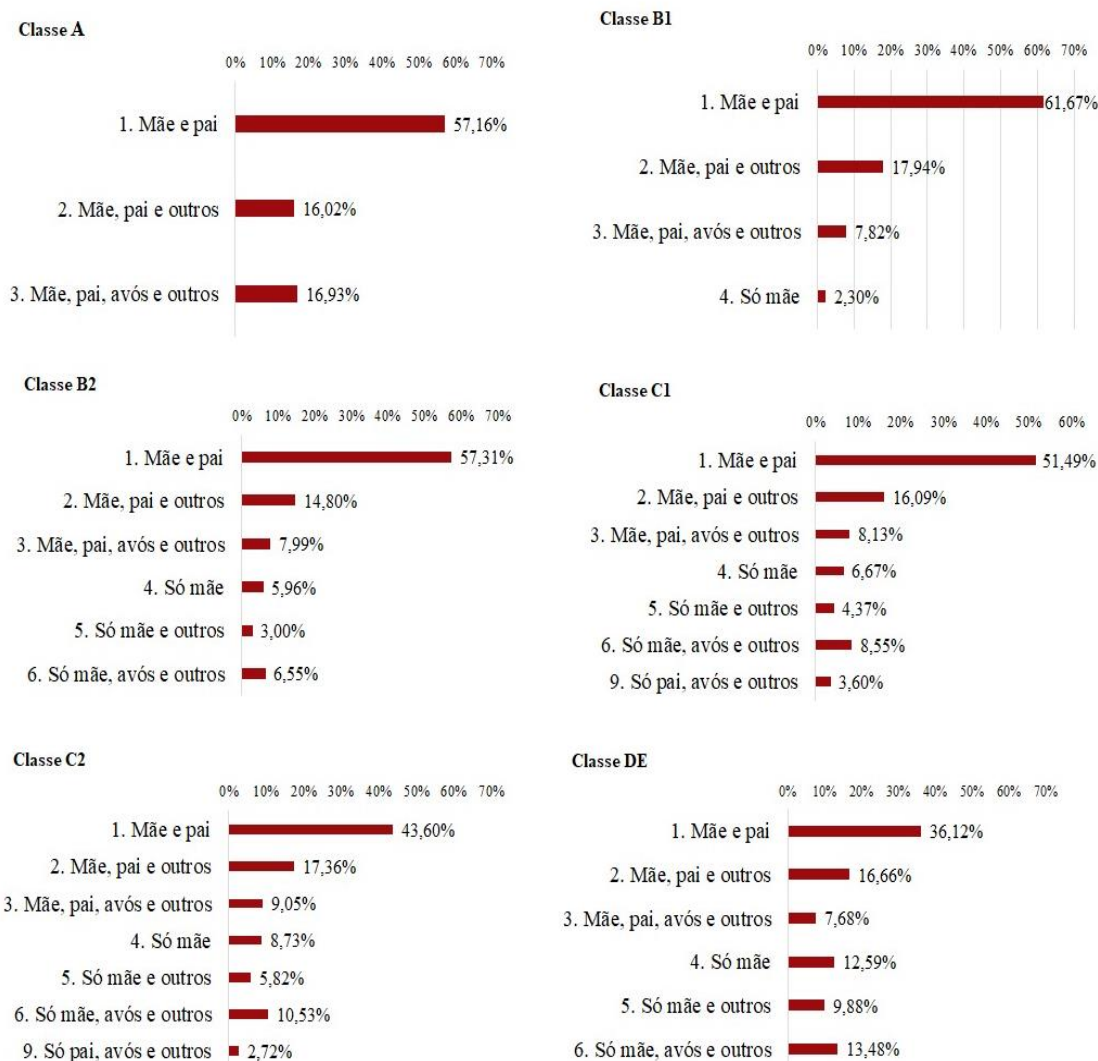 Classe A
0% 10% 20% 30% 40% 50% 60% 70%
1. Mãe e pai 57,16%
2. Mãe, pai e outros 16,02%
3. Mãe, pai, avós e outros 16,93%
Classe B1
0% 10% 20% 30% 40% 50% 60% 70%
1. Mãe e pai 61,67%
2. Mãe, pai e outros 17,94%
3. Mãe, pai, avós e outros 7,82%
4. Só mãe 2,30%
Classe B2
0% 10% 20% 30% 40% 50% 60% 70%
1. Mãe e pai 57,31%
2. Mãe, pai e outros 14,80%
3. Mãe, pai, avós e outros 7,99%
4. Só mãe 5,96%
5. Só mãe e outros 3,00%
6. Só mãe, avós e outros 6,55%
Classe C1
0% 10% 20% 30% 40% 50% 60%
1. Mãe e pai 51,49%
2. Mãe, pai e outros 16,09%
3. Mãe, pai, avós e outros 8,13%
4. Só mãe 6,67%
5. Só mãe e outros 4,37%
6. Só mãe, avós e outros 8,55%
9. Só pai, avós e outros 3,60%
Classe C2
0% 10% 20% 30% 40% 50% 60% 70%
1. Mãe e pai 43,60%
2. Mãe, pai e outros 17,36%
3. Mãe, pai, avós e outros 9,05%
4. Só mãe 8,73%
5. Só mãe e outros 5,82%
6. Só mãe, avós e outros 10,53%
9. Só pai, avós e outros 2,72%
Classe DE
0% 10% 20% 30% 40% 50% 60% 70%
1. Mãe e pai 36,12%
2. Mãe, pai e outros 16,66%
3. Mãe, pai, avós e outros 7,68%
4. Só mãe 12,59%
5. Só mãe e outros 9,88%
6. Só mãe, avós e outros 13,48%